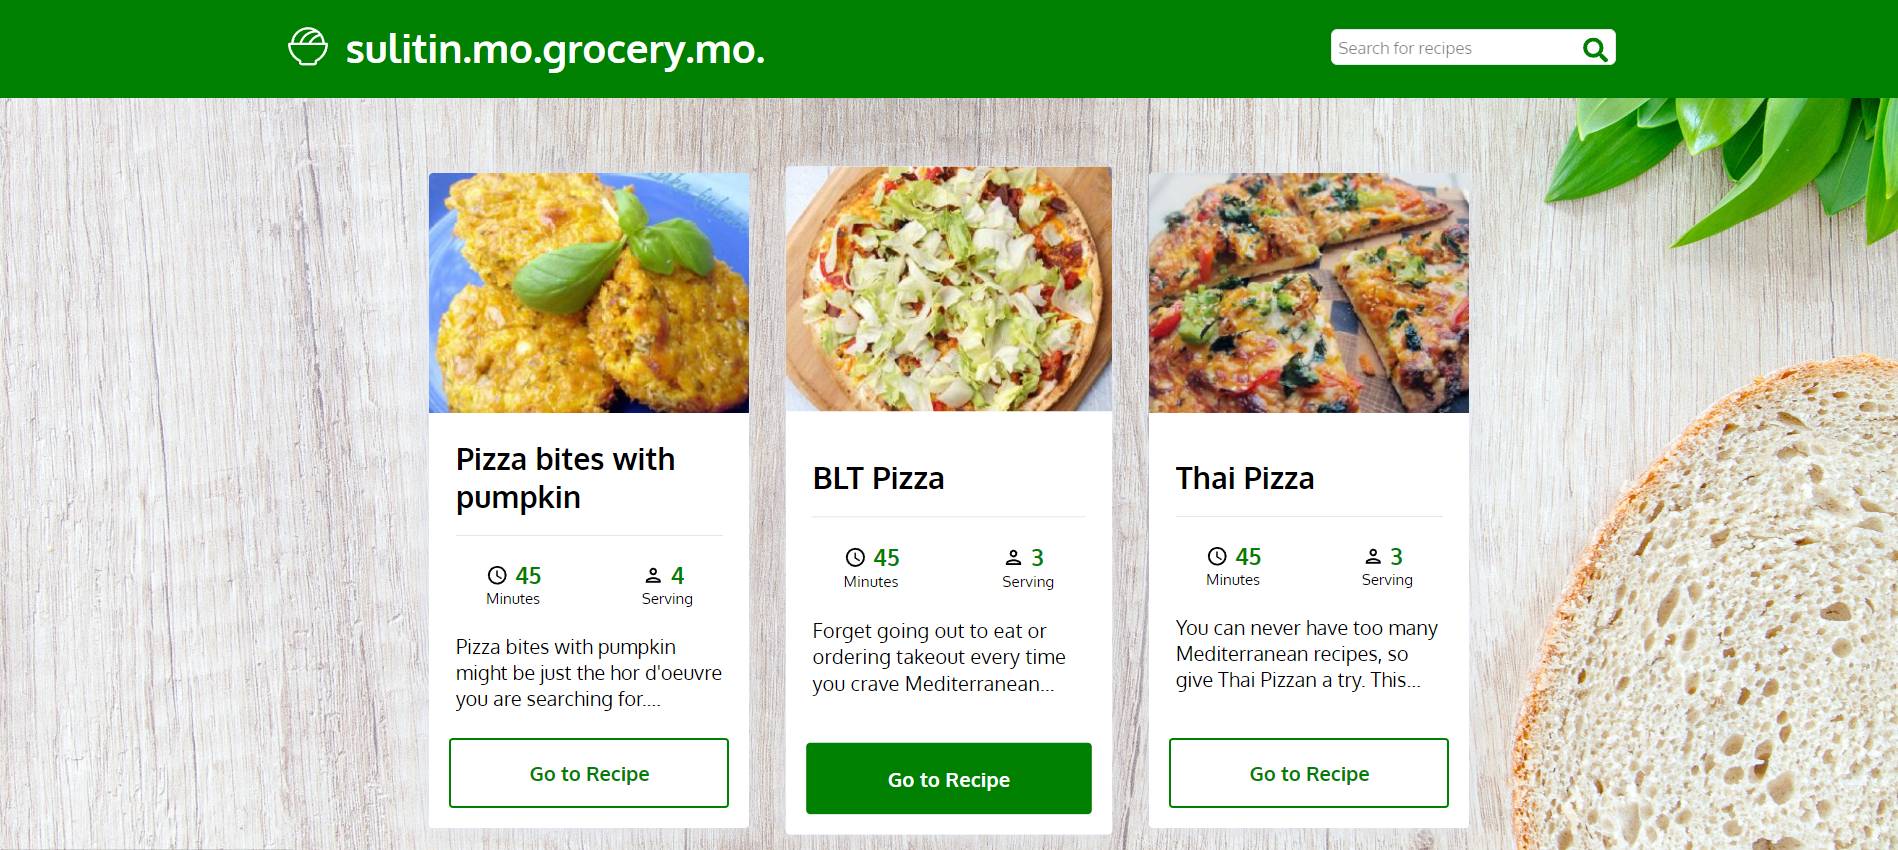 sulitin.mo.grocery.mo.
Search for recipes
Pizza bites with
pumpkin
45
Minutes
4
Serving
Pizza bites with pumpkin
might be just the hor d'oeuvre
you are searching for....
Go to Recipe
BLT Pizza
45
Minutes
3
Serving
Forget going out to eat or
ordering takeout every time
you crave Mediterranean...
Go to Recipe
Thai Pizza
45
Minutes
3
Serving
You can never have too many
Mediterranean recipes, so
give Thai Pizzan a try. This...
Go to Recipe